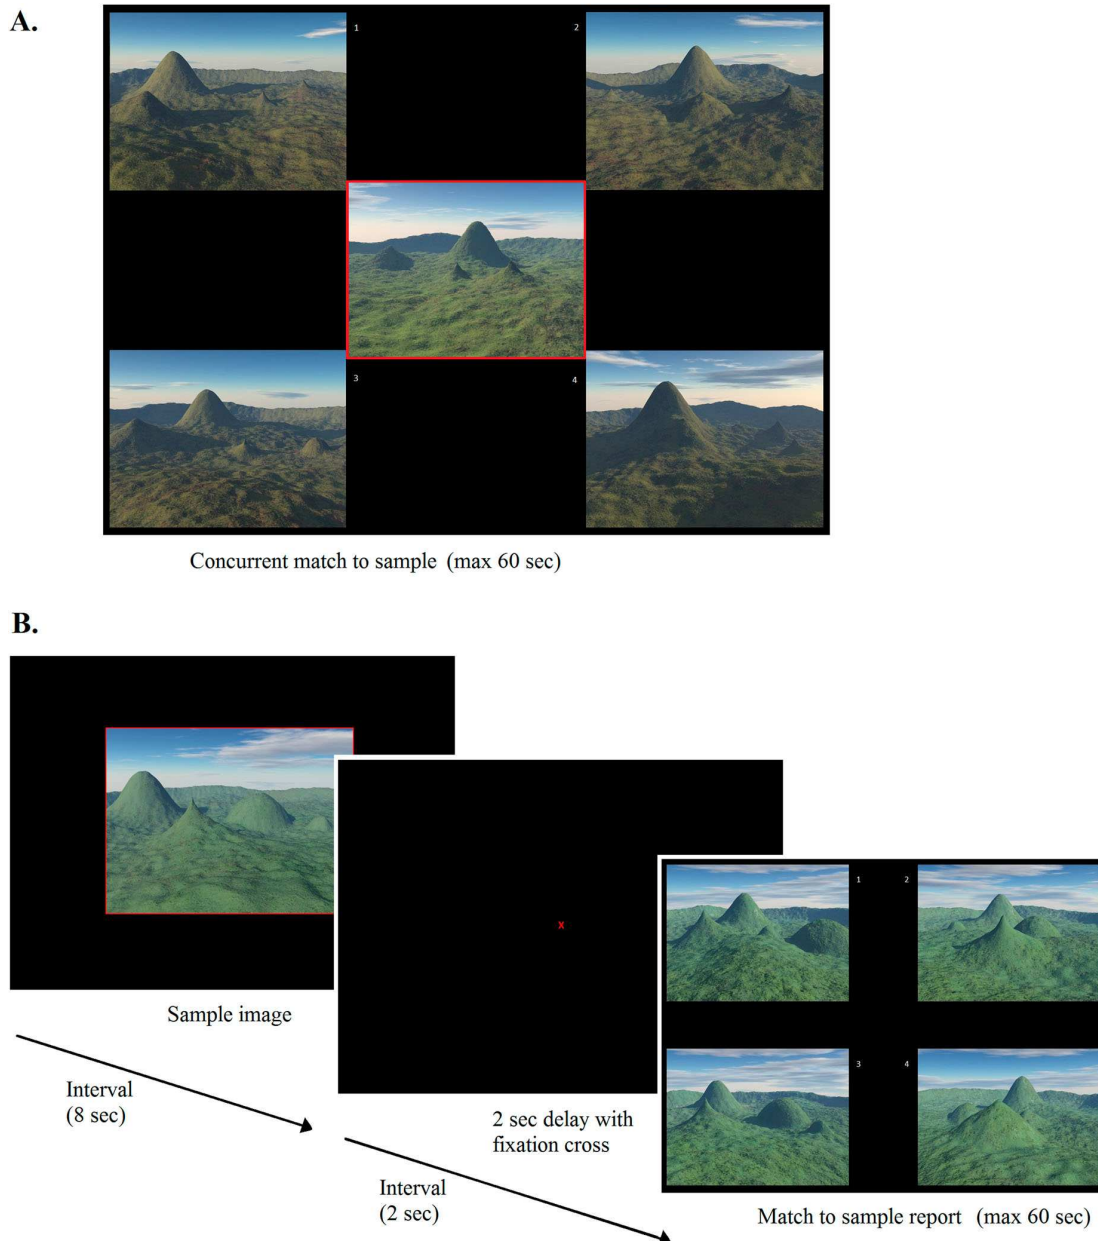 A.
1
2
3
4
Concurrent match to sample (max 60 sec)
B.
Sample image
Interval
(8 sec)
x
2 sec delay with
fixation cross
Interval
(2 sec)
1
2
3
4
Match to sample report (max 60 sec)